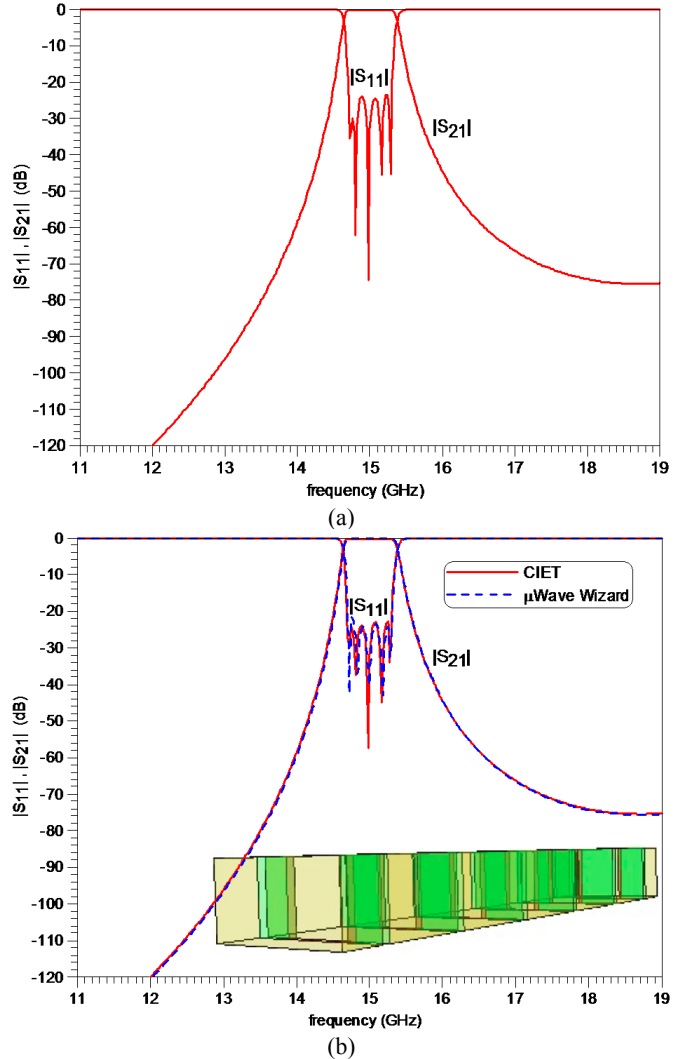 0
-10
-20
-30
-40
-50
-60
-70
-80
-90
-100
-110
-120
|S11|, |S21| (dB)
|S11|
|S21|
11 12 13 14 15 16 17 18 19
frequency (GHz)
(a)
0
-10
-20
-30
-40
-50
-60
-70
-80
-90
-100
-110
-120
|S11|, |S21| (dB)
CIET
μWave Wizard
|S11|
|S21|
11 12 13 14 15 16 17 18 19
frequency (GHz)
(b)